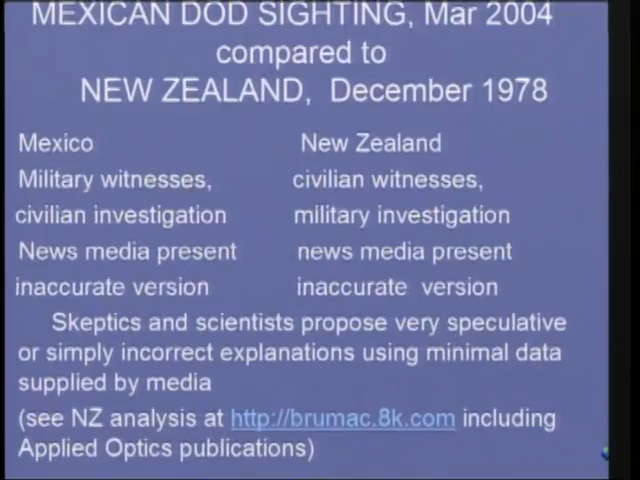 MEXICAN DOD SIGHTING, Mar 2004
compared to
NEW ZEALAND, December 1978
Mexico New Zealand
Military witnesses, civilian witnesses,
civilian investigation military investigation
News media present news media present
inaccurate version inaccurate version
Skeptics and scientists propose very speculative
or simply incorrect explanations using minimal data
supplied by media
(see NZ analysis at http://brumac.8k.com including
Applied Optics publications)